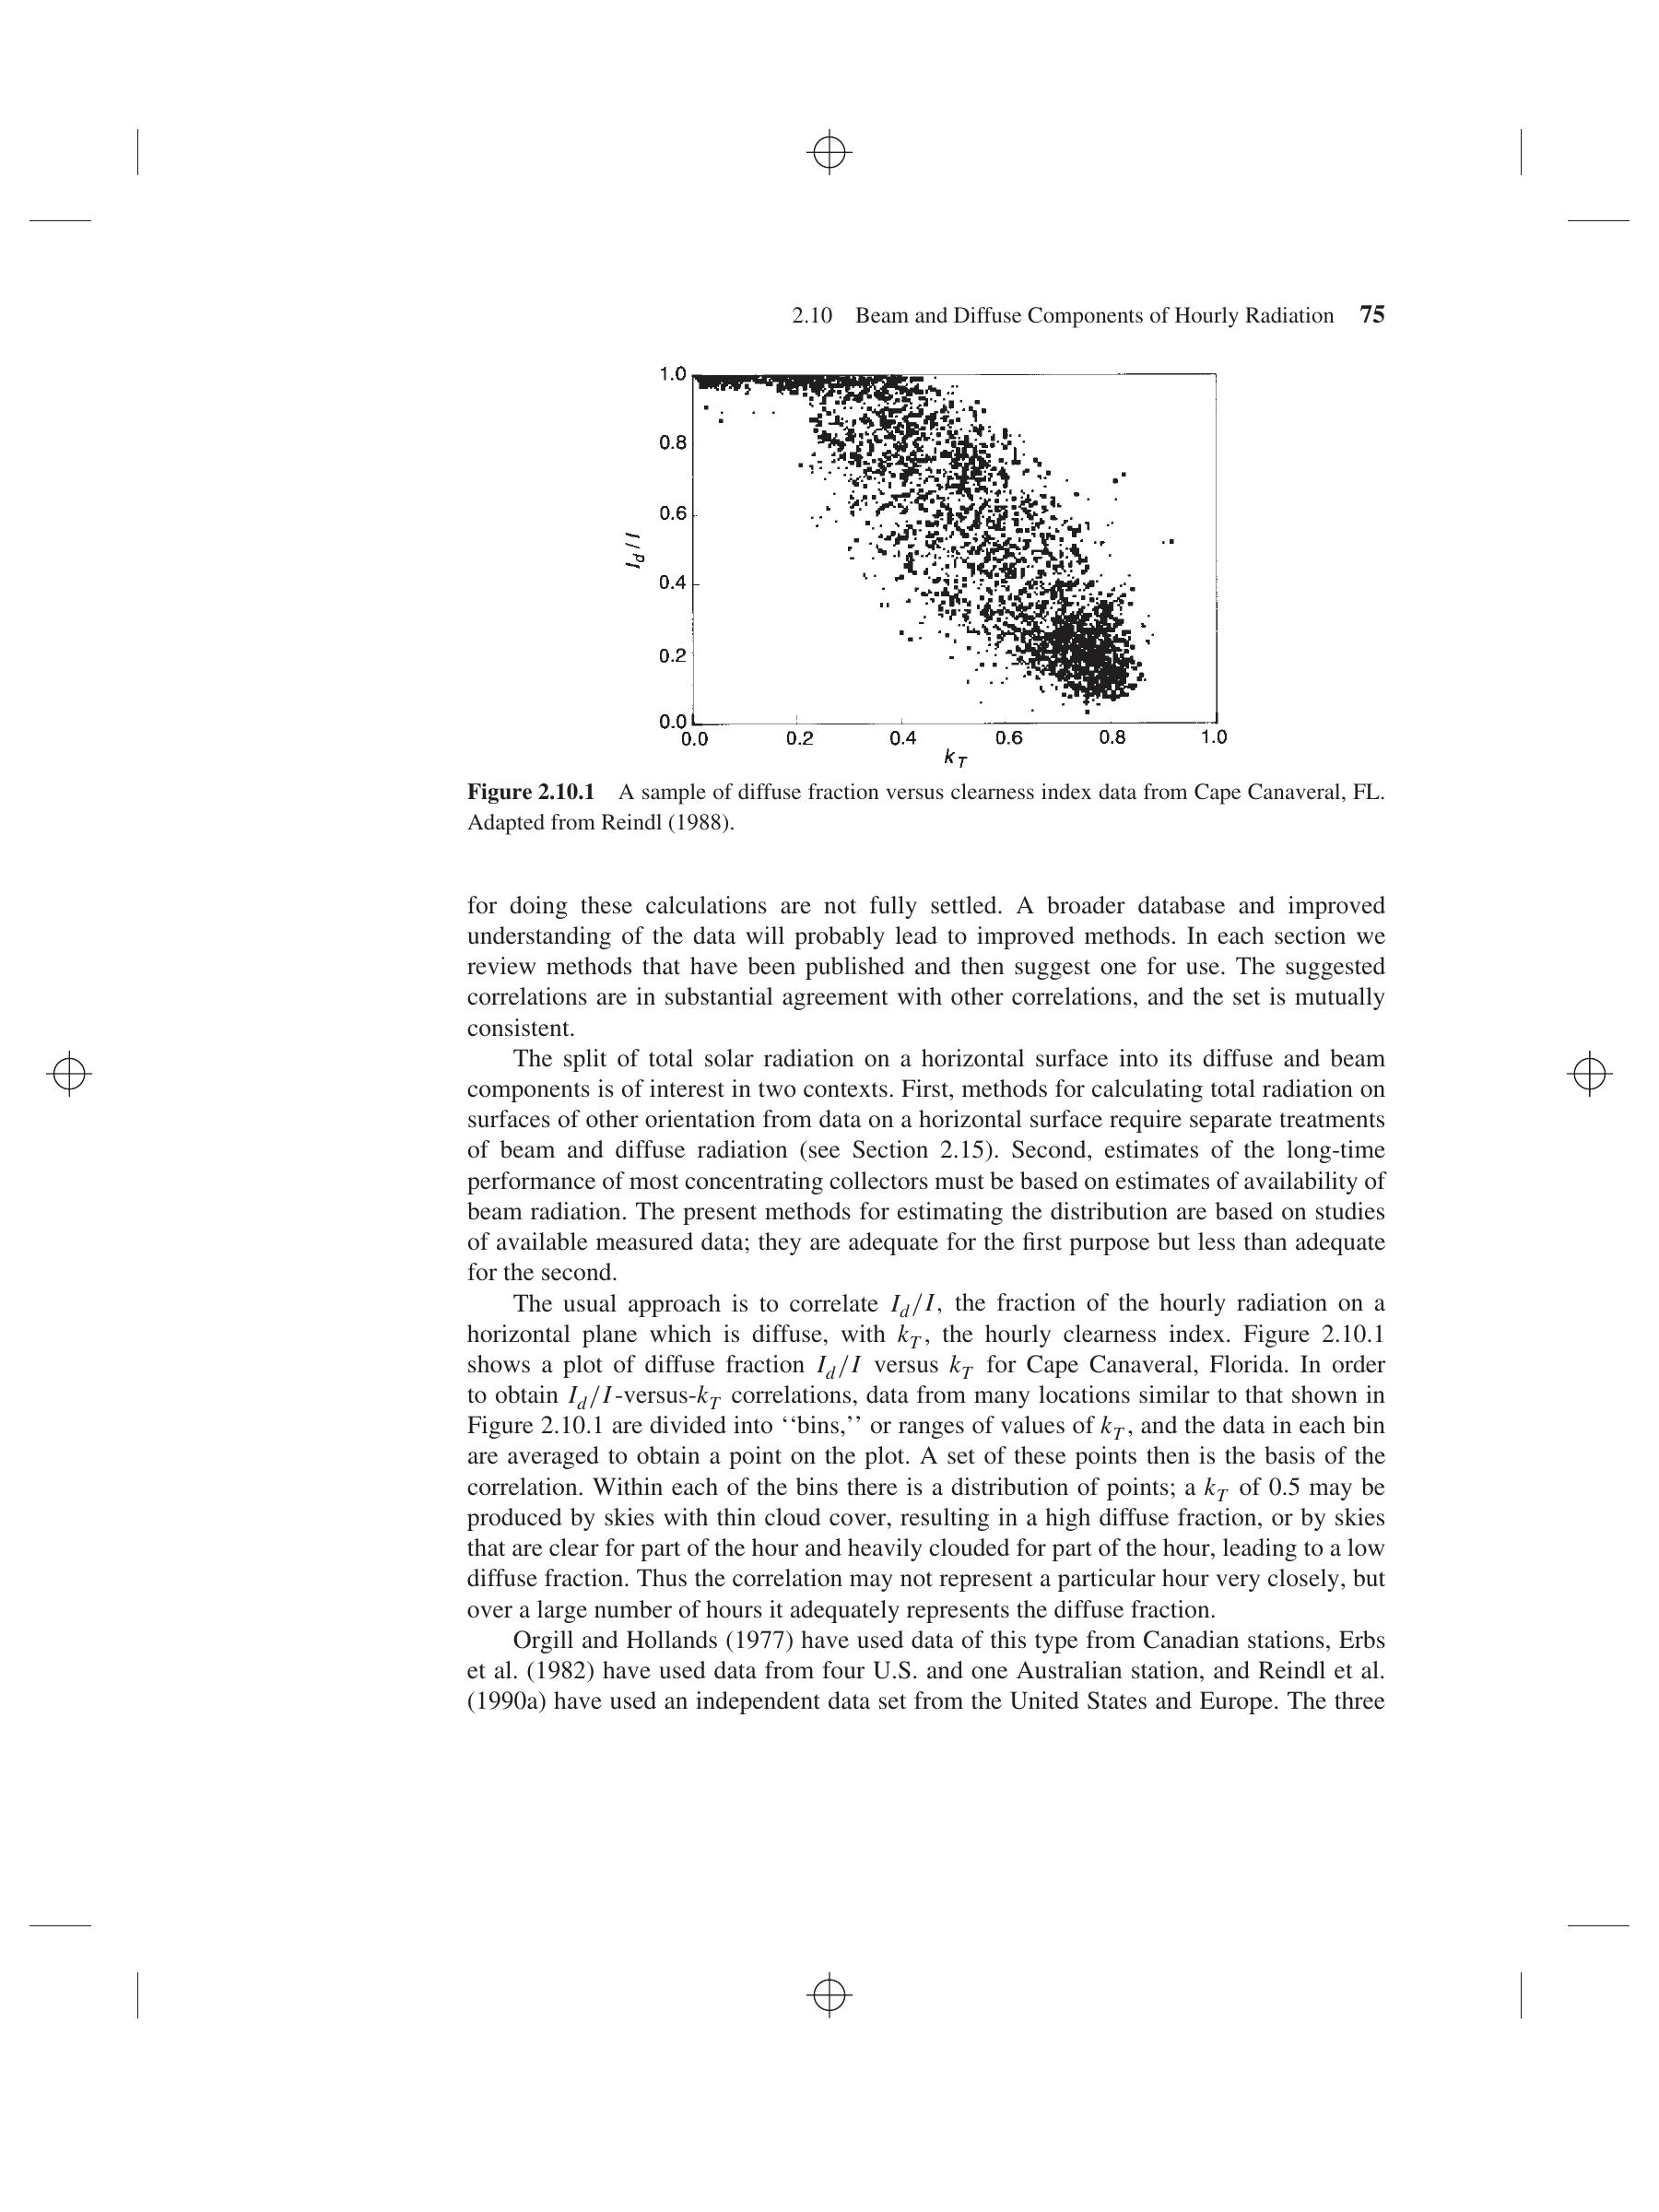 2.10 Beam and Diffuse Components of Hourly Radiation 75
1.0
0.8
0.6
0.4
0.2
0.0
I_d / I
0.0 0.2 0.4 0.6 0.8 1.0
k_T
Figure 2.10.1 A sample of diffuse fraction versus clearness index data from Cape Canaveral, FL.
Adapted from Reindl (1988).
for doing these calculations are not fully settled. A broader database and improved
understanding of the data will probably lead to improved methods. In each section we
review methods that have been published and then suggest one for use. The suggested
correlations are in substantial agreement with other correlations, and the set is mutually
consistent.
The split of total solar radiation on a horizontal surface into its diffuse and beam
components is of interest in two contexts. First, methods for calculating total radiation on
surfaces of other orientation from data on a horizontal surface require separate treatments
of beam and diffuse radiation (see Section 2.15). Second, estimates of the long-time
performance of most concentrating collectors must be based on estimates of availability of
beam radiation. The present methods for estimating the distribution are based on studies
of available measured data; they are adequate for the first purpose but less than adequate
for the second.
The usual approach is to correlate I_d/I, the fraction of the hourly radiation on a
horizontal plane which is diffuse, with k_T, the hourly clearness index. Figure 2.10.1
shows a plot of diffuse fraction I_d/I versus k_T for Cape Canaveral, Florida. In order
to obtain I_d/I-versus-k_T correlations, data from many locations similar to that shown in
Figure 2.10.1 are divided into ‘‘bins,’’ or ranges of values of k_T, and the data in each bin
are averaged to obtain a point on the plot. A set of these points then is the basis of the
correlation. Within each of the bins there is a distribution of points; a k_T of 0.5 may be
produced by skies with thin cloud cover, resulting in a high diffuse fraction, or by skies
that are clear for part of the hour and heavily clouded for part of the hour, leading to a low
diffuse fraction. Thus the correlation may not represent a particular hour very closely, but
over a large number of hours it adequately represents the diffuse fraction.
Orgill and Hollands (1977) have used data of this type from Canadian stations, Erbs
et al. (1982) have used data from four U.S. and one Australian station, and Reindl et al.
(1990a) have used an independent data set from the United States and Europe. The three